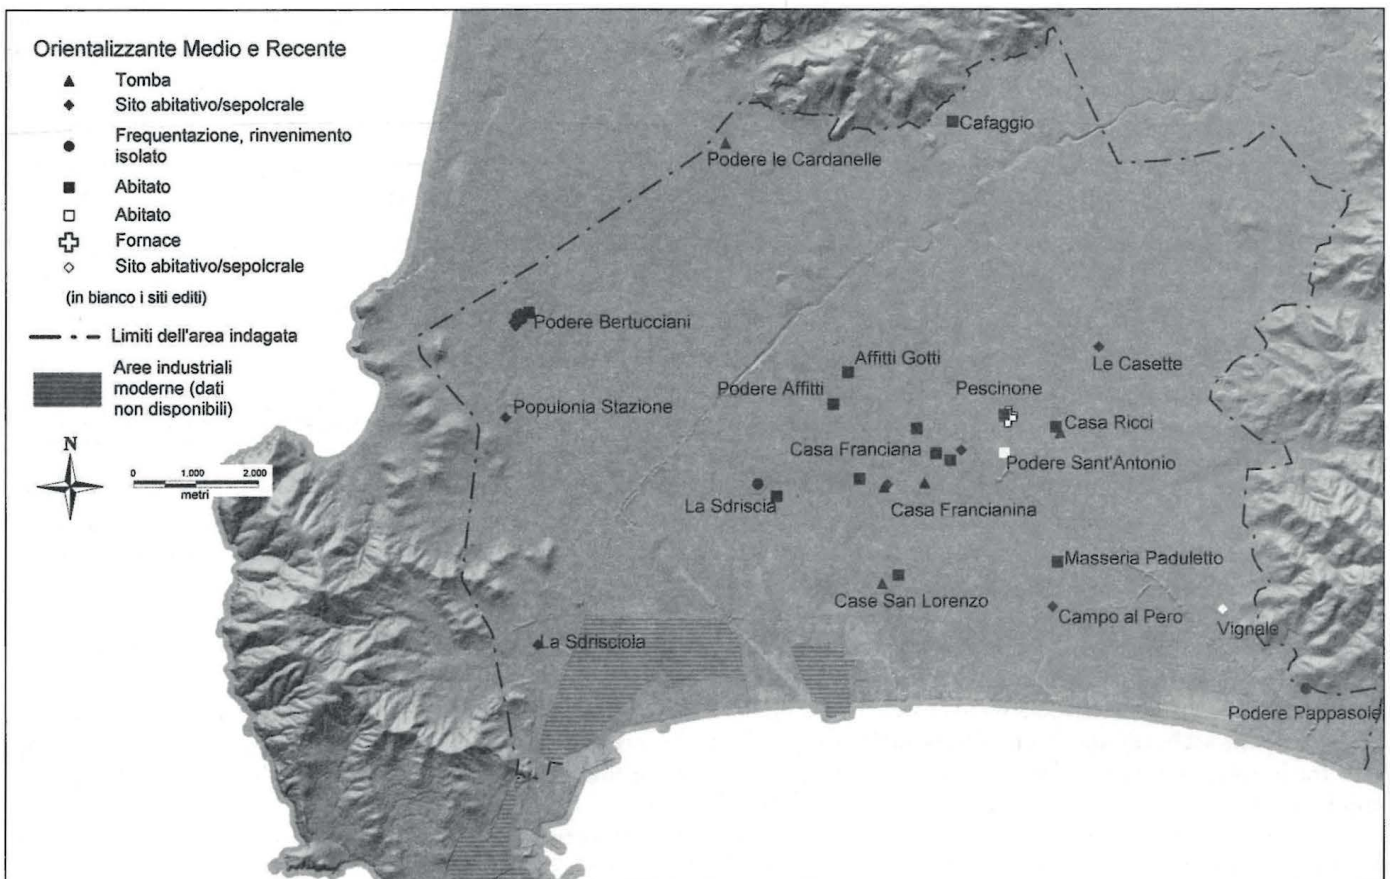 Orientalizzante Medio e Recente
Tomba
Sito abitativo/sepolcrale
Frequentazione, rinvenimento
isolato
Abitato
Abitato
Fornace
Sito abitativo/sepolcrale
(in bianco i siti editi)
Limiti dell'area indagata
Aree industriali
moderne (dati
non disponibili)
N
0 1.000 2.000
metri
Cafaggio
Podere le Cardanelle
Podere Bertucciani
Affitti Gotti
Le Casette
Podere Affitti
Pescinone
Populonia Stazione
Casa Ricci
Casa Franciana
Podere Sant'Antonio
La Sdriscia
Casa Francianina
Masseria Paduletto
Case San Lorenzo
Campo al Pero
Vignale
La Sdrisciola
Podere Pappasole